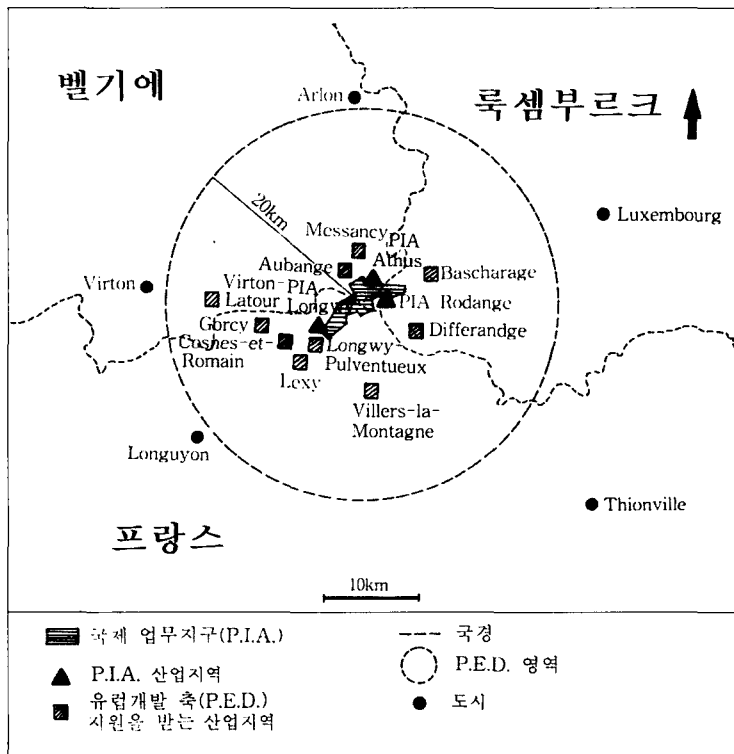 벨기에
Arlon
룩셈부르크
20km
Luxembourg
Messancy
PIA
Athus
Aubange
Bascharage
Virton
Virton-
Latour
PIA
Longwy
PIA Rodange
Gorcy
Differandge
Cosnes-et-
Romain
Longwy-
Pulventueux
Lexy
Villers-la-
Montagne
Longuyon
Thionville
프랑스
10km
국제 업무지구(P.I.A.)
국경
P.I.A. 산업지역
P.E.D. 영역
유럽개발 축(P.E.D.)
지원을 받는 산업지역
도시